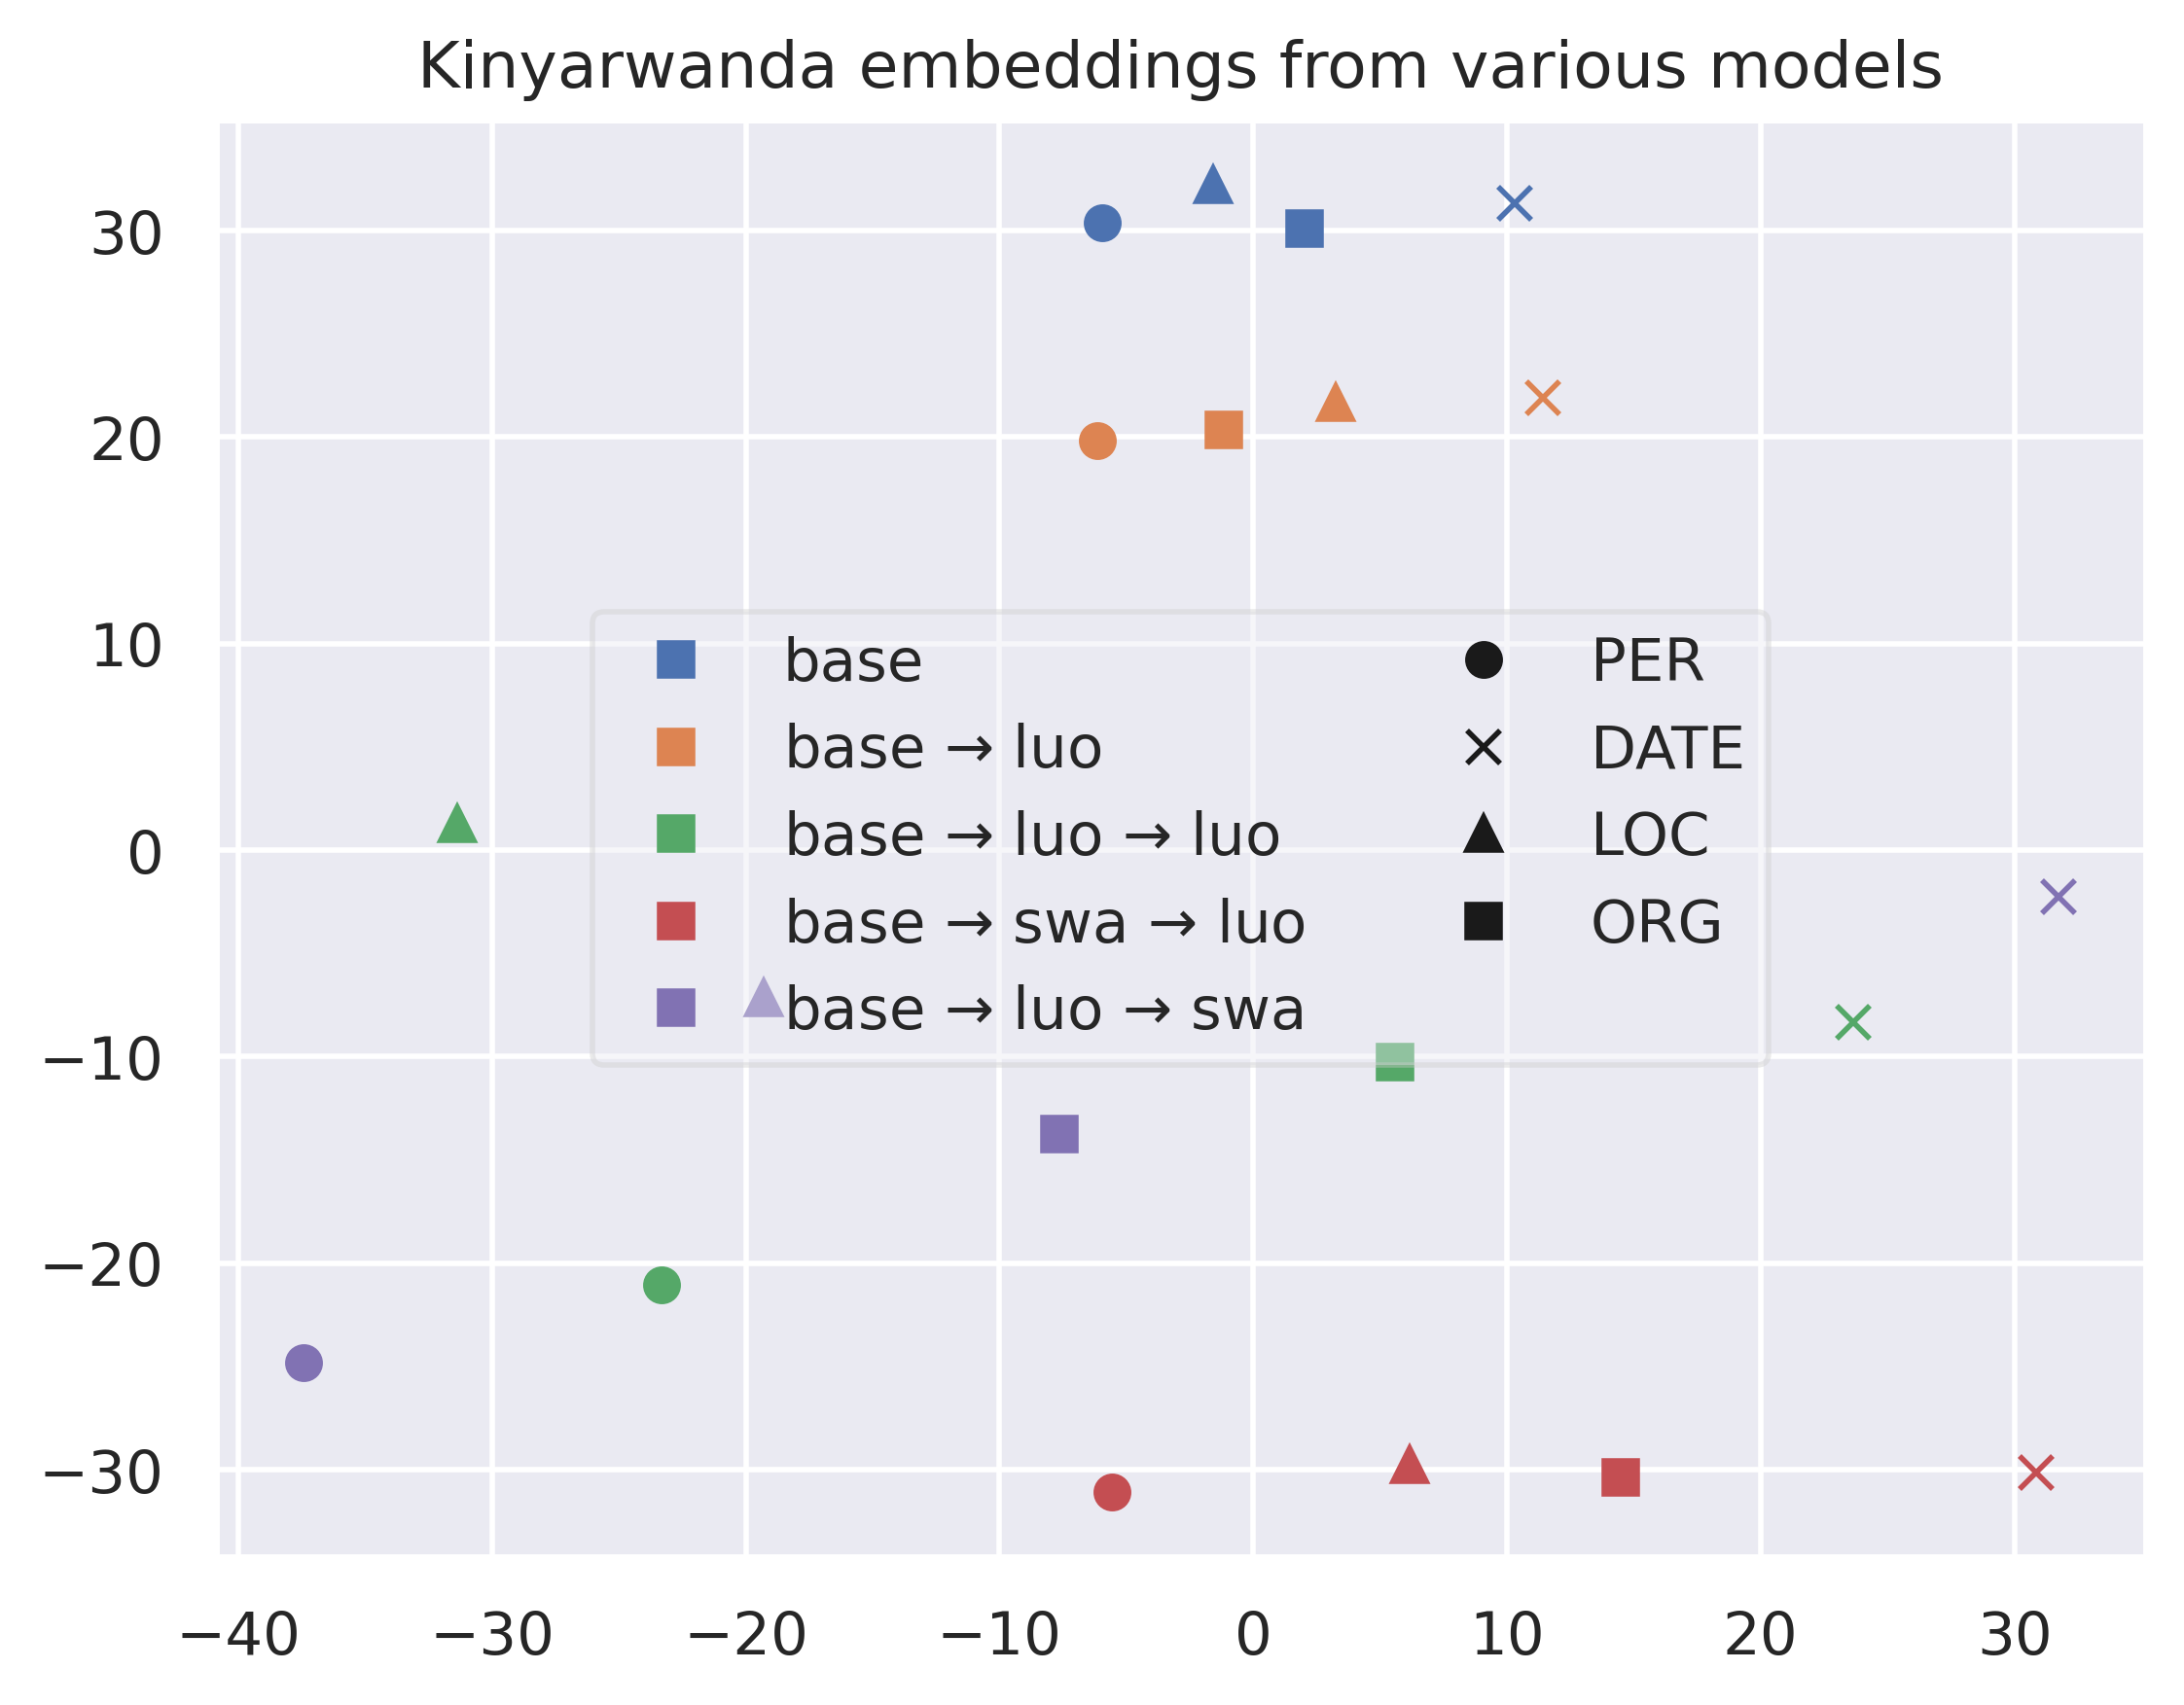 Kinyarwanda embeddings from various models
30
20
10
0
−10
−20
−30
base
base → luo
base → luo → luo
base → swa → luo
base → luo → swa
PER
DATE
LOC
ORG
−40 −30 −20 −10 0 10 20 30